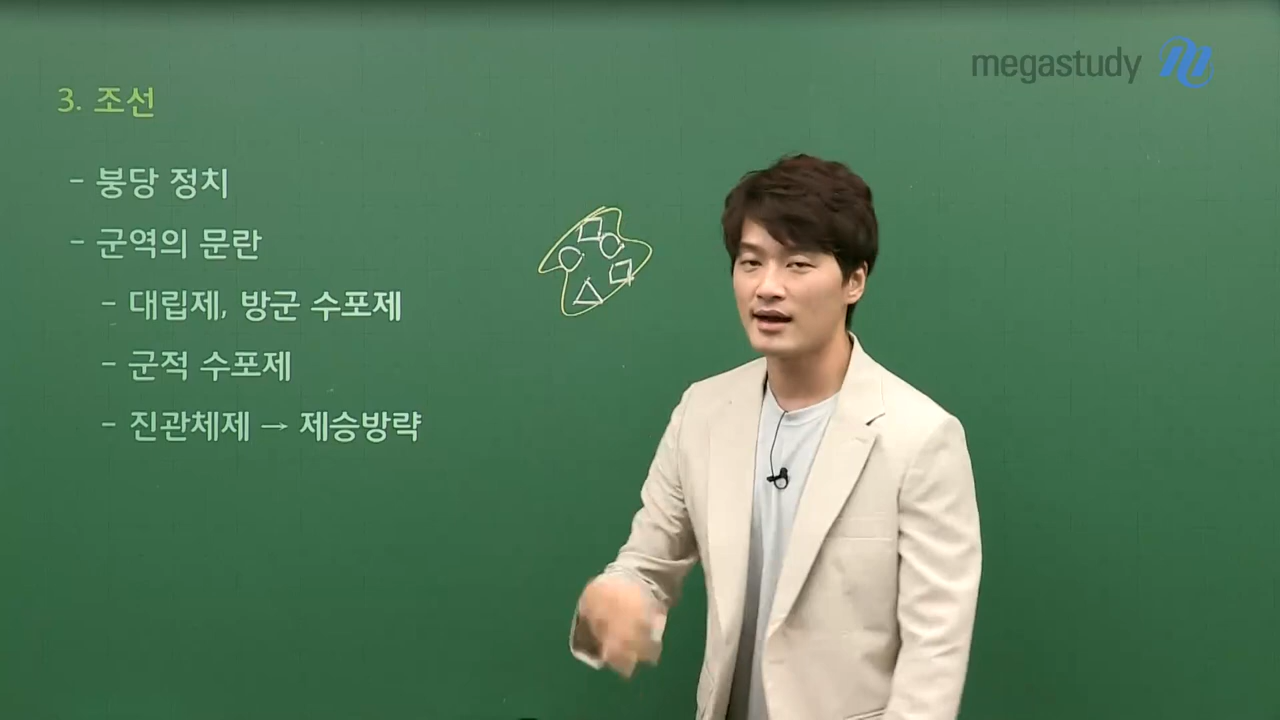 megastudy
3. 조선
- 붕당 정치
- 군역의 문란
- 대립제, 방군 수포제
- 군적 수포제
- 진관체제 → 제승방략